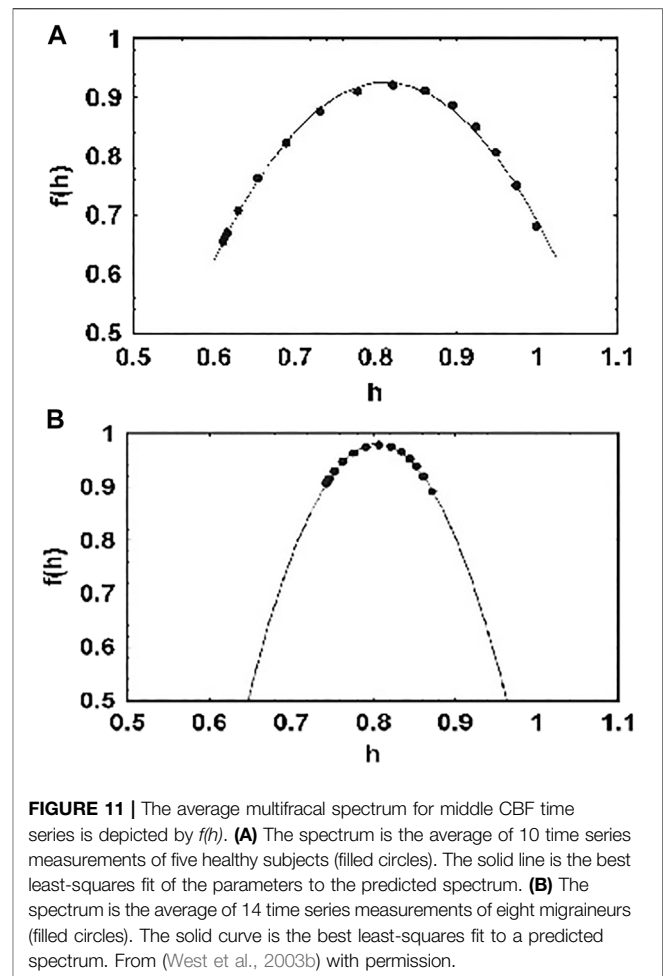 A
1
0.9
0.8
0.7
0.6
0.5
f(h)
0.5
0.6
0.7
0.8
0.9
1
1.1
h
B
1
0.9
0.8
0.7
0.6
0.5
f(h)
0.5
0.6
0.7
0.8
0.9
1
1.1
h
FIGURE 11 | The average multifracal spectrum for middle CBF time
series is depicted by f(h). (A) The spectrum is the average of 10 time series
measurements of five healthy subjects (filled circles). The solid line is the best
least-squares fit of the parameters to the predicted spectrum. (B) The
spectrum is the average of 14 time series measurements of eight migraineurs
(filled circles). The solid curve is the best least-squares fit to a predicted
spectrum. From (West et al., 2003b) with permission.